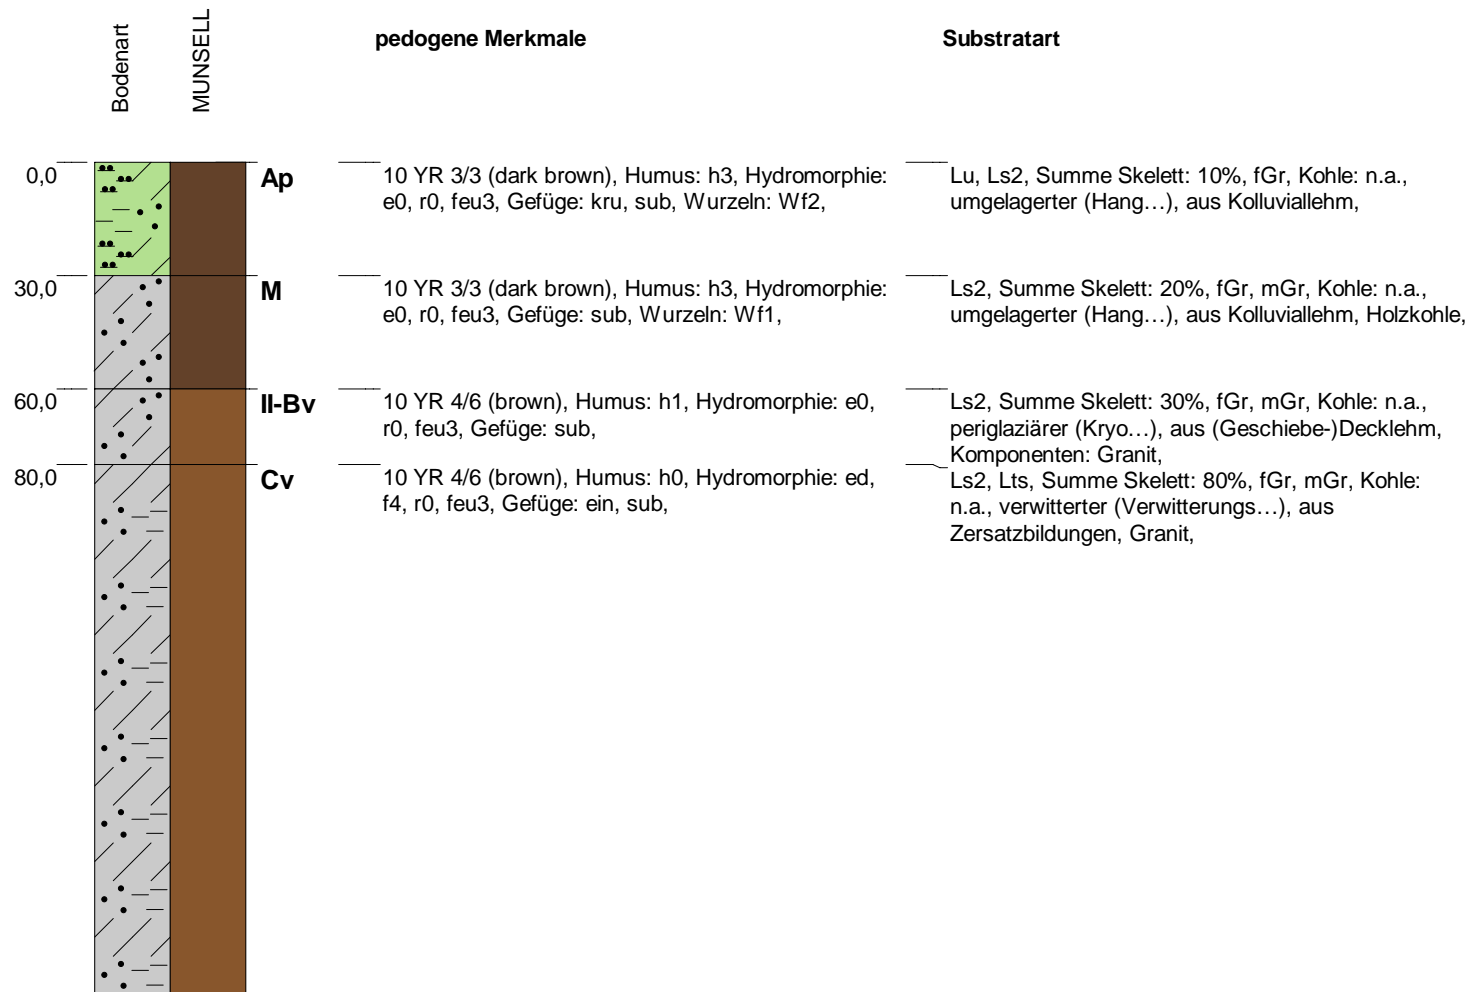 Bodenart
MUNSELL
pedogene Merkmale
Substratart
0,0
Ap
10 YR 3/3 (dark brown), Humus: h3, Hydromorphie:
e0, r0, feu3, Gefüge: kru, sub, Wurzeln: Wf2,
Lu, Ls2, Summe Skelett: 10%, fGr, Kohle: n.a.,
umgelagerter (Hang…), aus Kolluviallehm,
30,0
M
10 YR 3/3 (dark brown), Humus: h3, Hydromorphie:
e0, r0, feu3, Gefüge: sub, Wurzeln: Wf1,
Ls2, Summe Skelett: 20%, fGr, mGr, Kohle: n.a.,
umgelagerter (Hang…), aus Kolluviallehm, Holzkohle,
60,0
II-Bv
10 YR 4/6 (brown), Humus: h1, Hydromorphie: e0,
r0, feu3, Gefüge: sub,
Ls2, Summe Skelett: 30%, fGr, mGr, Kohle: n.a.,
periglaziärer (Kryo…), aus (Geschiebe-)Decklehm,
Komponenten: Granit,
80,0
Cv
10 YR 4/6 (brown), Humus: h0, Hydromorphie: ed,
f4, r0, feu3, Gefüge: ein, sub,
Ls2, Lts, Summe Skelett: 80%, fGr, mGr, Kohle:
n.a., verwitterter (Verwitterungs…), aus
Zersatzbildungen, Granit,